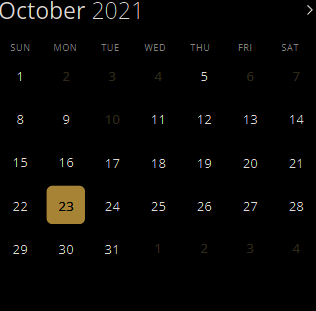 October 2021
SUN MON TUE WED THU FRI SAT
1 2 3 4 5 6 7
8 9 10 11 12 13 14
15 16 17 18 19 20 21
22 23 24 25 26 27 28
29 30 31 1 2 3 4